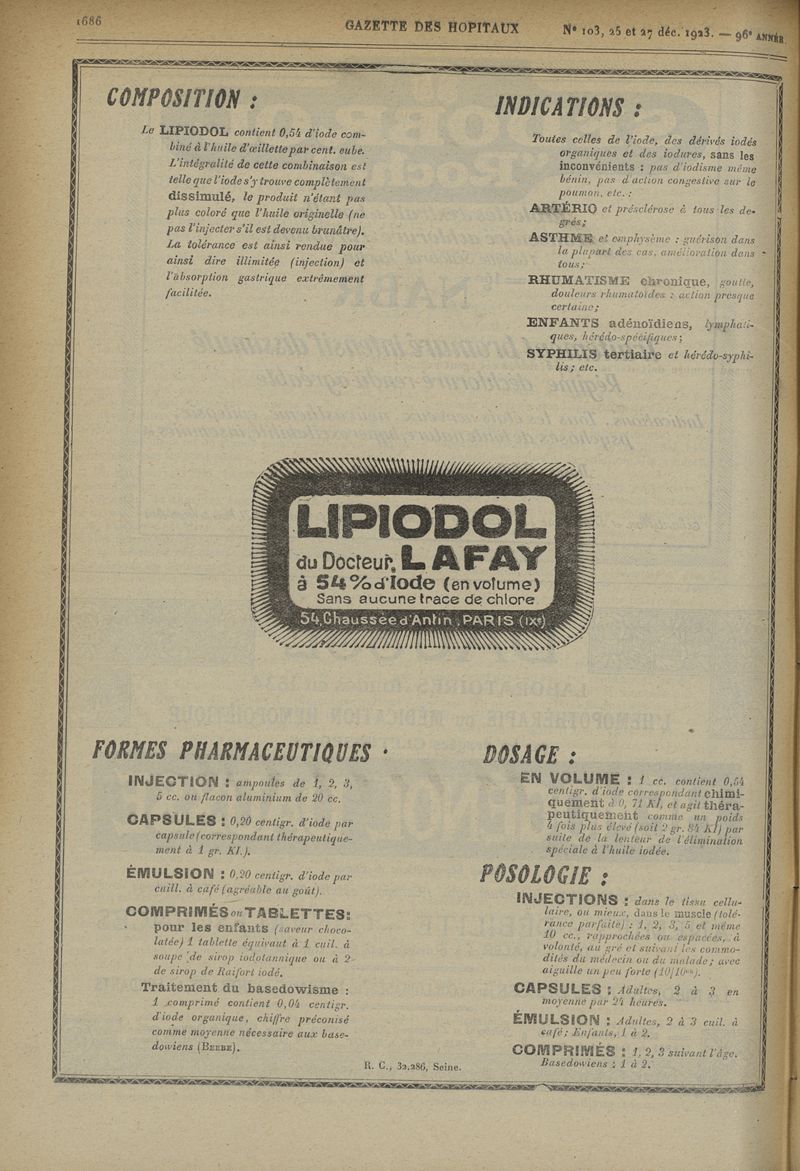 1686
GAZETTE DES HOPITAUX
N° 103, 25 et 27 déc. 1923. — 96e ANNÉE
COMPOSITION :
Le LIPIODOL contient 0,54 d'iode com-
biné à l'huile d'œillette par cent. cube.
L'intégralité de cette combinaison est
telle que l'iode s'y trouve complètement
dissimulé, le produit n'étant pas
plus coloré que l'huile originelle (ne
pas l'injecter s'il est devenu brunâtre).
La tolérance est ainsi rendue pour
ainsi dire illimitée (injection) et
l'absorption gastrique extrêmement
facilitée.
INDICATIONS :
Toutes celles de l'iode, des dérivés iodés
organiques et des iodures, sans les
inconvénients : pas d'iodisme même
bénin, pas d'action congestive sur le
poumon, etc. :
ARTÉRIO et présclérose à tous les de-
grés;
ASTHME et emphysème : guérison dans
la plupart des cas, amélioration dans
tous;
RHUMATISME chronique, goutte,
douleurs rhumatoïdes : action presque
certaine;
ENFANTS adénoïdiens, lymphati-
ques, hérédo-spécifiques;
SYPHILIS tertiaire et hérédo-syphi-
lis; etc.
LIPIODOL
du Docteur LAFAY
à 54% d'Iode (en volume)
Sans aucune trace de chlore
54, Chaussée d'Antin, PARIS (IXe)
FORMES PHARMACEUTIQUES
INJECTION : ampoules de 1, 2, 3,
5 cc. ou flacon aluminium de 20 cc.
CAPSULES : 0,20 centigr. d'iode par
capsule (correspondant thérapeutique-
ment à 1 gr. KI.).
ÉMULSION : 0,20 centigr. d'iode par
cuill. à café (agréable au goût).
COMPRIMÉS ou TABLETTES:
pour les enfants (saveur choco-
latée) 1 tablette équivaut à 1 cuil. à
soupe de sirop iodotannique ou à 2
de sirop de Raifort iodé.
Traitement du basedowisme :
1 comprimé contient 0,04 centigr.
d'iode organique, chiffre préconisé
comme moyenne nécessaire aux base-
dowiens (BEEBE).
DOSAGE :
EN VOLUME : 1 cc. contient 0,54
centigr. d'iode correspondant chimi-
quement à 0, 71 KI, et agit théra-
peutiquement comme un poids
4 fois plus élevé (soit 2 gr. 84 KI) par
suite de la lenteur de l'élimination
spéciale à l'huile iodée.
POSOLOGIE :
INJECTIONS : dans le tissu cellu-
laire, ou mieux, dans le muscle (tolé-
rance parfaite) : 1, 2, 3, 5 et même
10 cc., rapprochées ou espacées, à
volonté, au gré et suivant les commo-
dités du médecin ou du malade; avec
aiguille un peu forte (10/10es).
CAPSULES : Adultes, 2 à 3 en
moyenne par 24 heures.
ÉMULSION : Adultes, 2 à 3 cuil. à
café; Enfants, 1 à 2.
COMPRIMÉS : 1, 2, 3 suivant l'âge.
Basedowiens : 1 à 2.
R. C., 32.286, Seine.